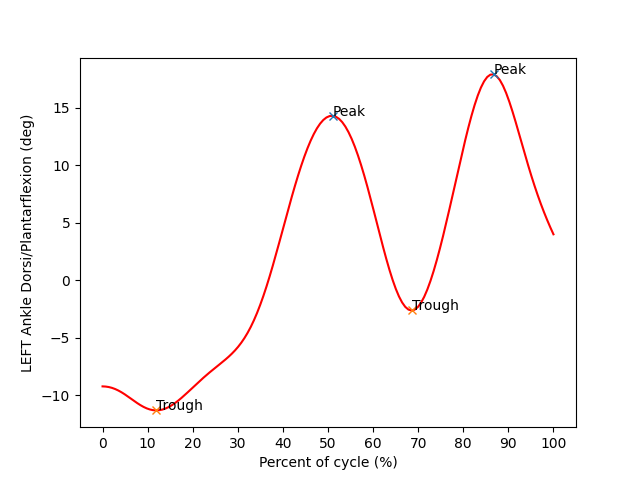 Peak
Peak
Trough
Trough
15
10
5
0
−5
−10
0 10 20 30 40 50 60 70 80 90 100
Percent of cycle (%)
LEFT Ankle Dorsi/Plantarflexion (deg)